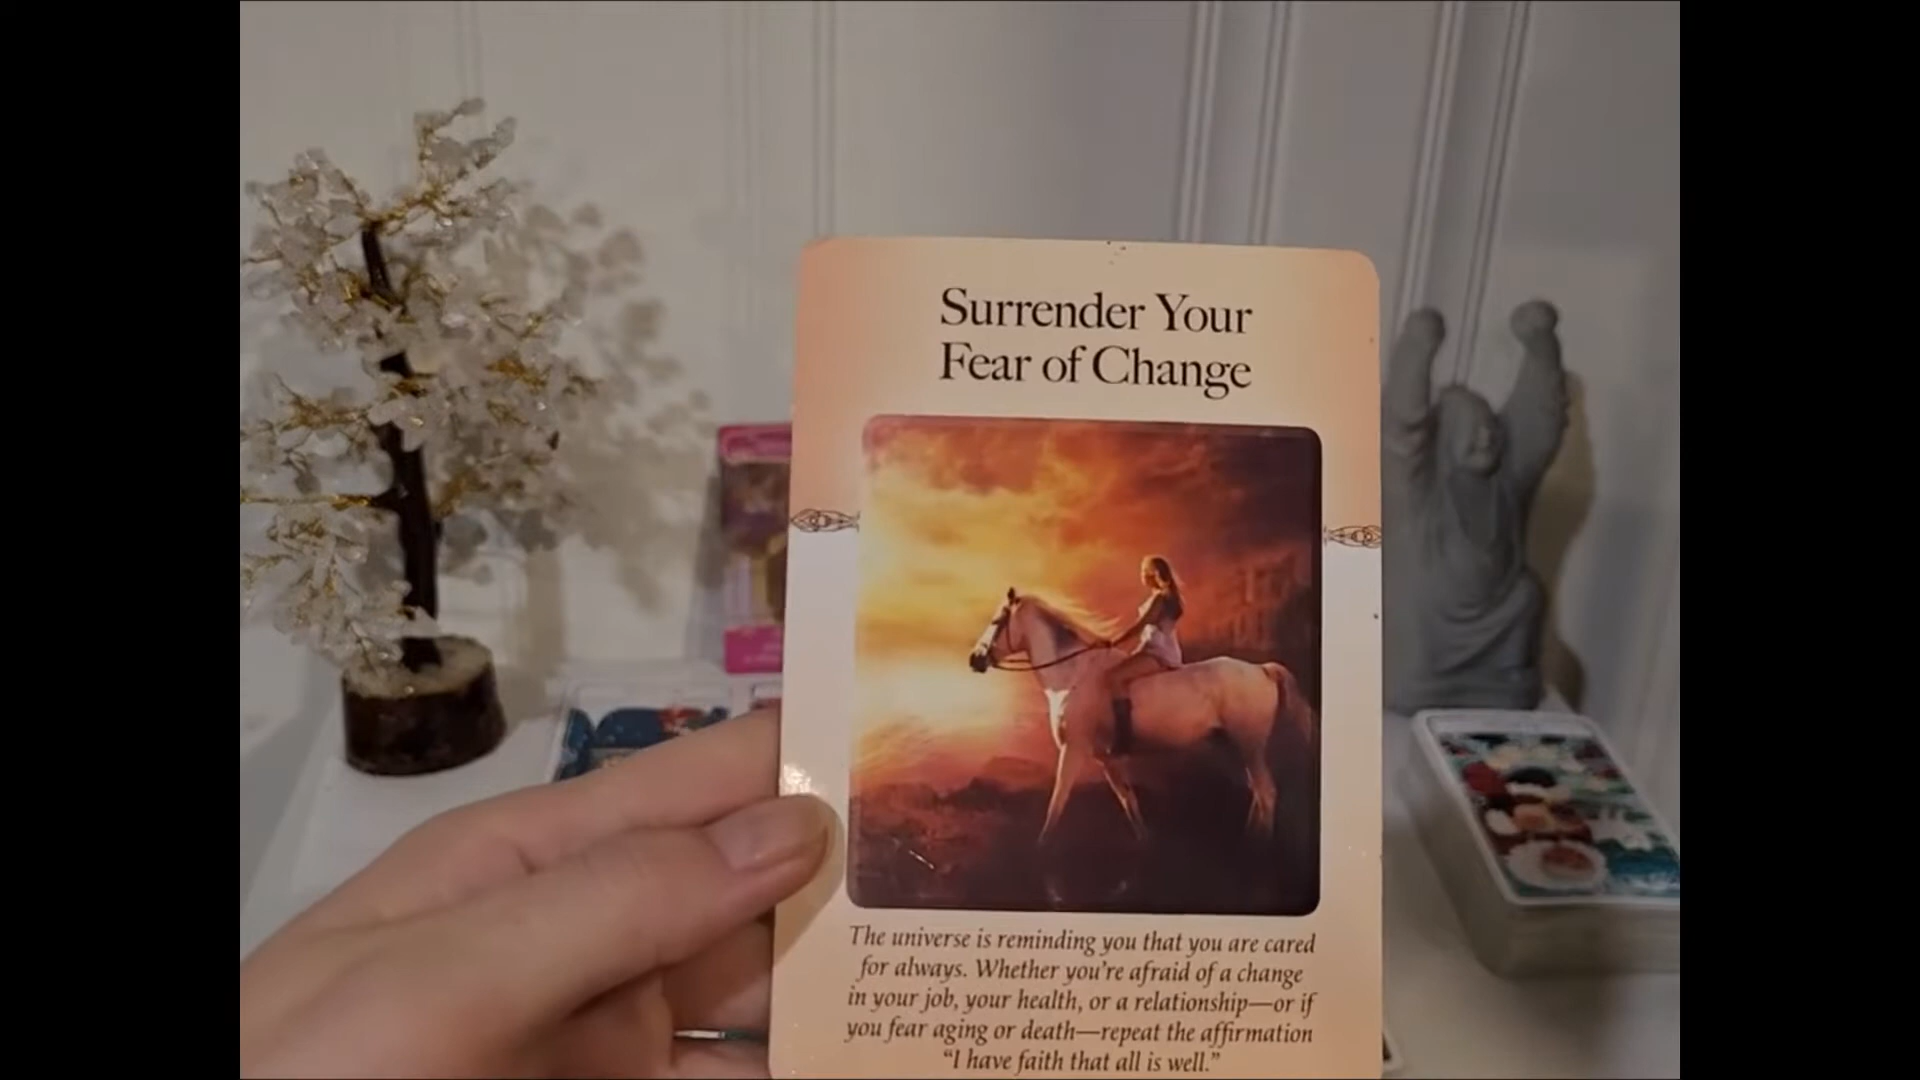 Surrender Your
Fear of Change
The universe is reminding you that you are cared
for always. Whether you're afraid of a change
in your job, your health, or a relationship—or if
you fear aging or death—repeat the affirmation
“I have faith that all is well.”